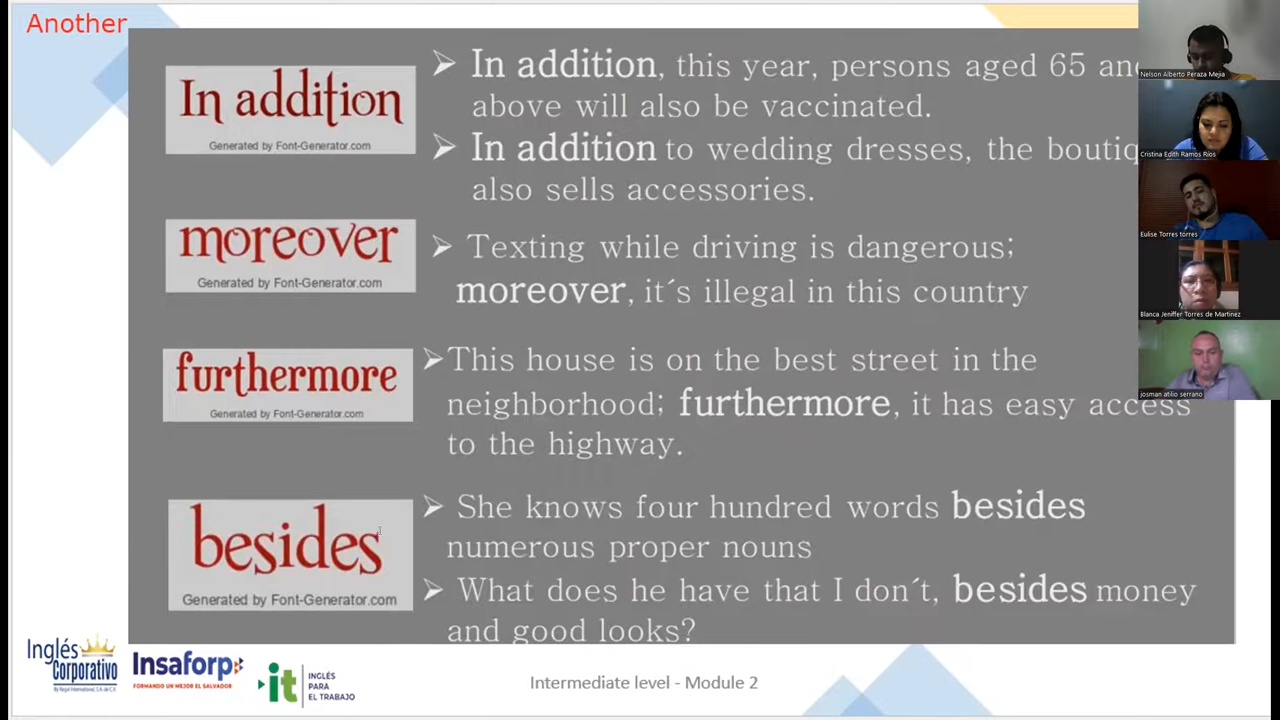 Another
In addition
Generated by Font-Generator.com
In addition, this year, persons aged 65
above will also be vaccinated.
In addition to wedding dresses, the
also sells accessories.
moreover
Generated by Font-Generator.com
Texting while driving is dangerous;
moreover, it´s illegal in this country
furthermore
Generated by Font-Generator.com
This house is on the best street in the
neighborhood; furthermore, it has easy access
to the highway.
besides
Generated by Font-Generator.com
She knows four hundred words besides
numerous proper nouns
What does he have that I don´t, besides money
and good looks?
Nelson Alberto Peraza Mejia
Cristina Edith Ramos Ríos
Eulise Torres torres
Blanca Jeniffer Torres de Martinez
josman atilio serrano
Inglés
Corporativo
Insaforp
FORMANDO UN MEJOR EL SALVADOR
it
INGLÉS
PARA
EL TRABAJO
Intermediate level - Module 2